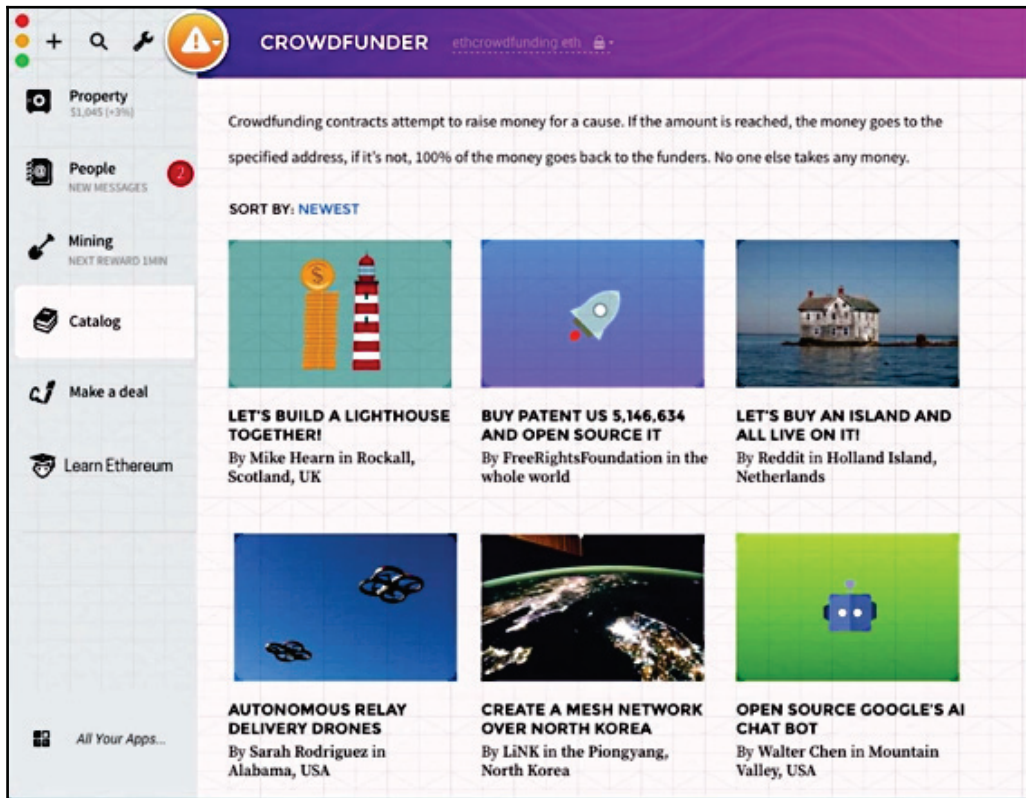 CROWDFUNDER ethcrowdfunding.eth
Property
$1,045 (+3%)
People
NEW MESSAGES
2
Mining
NEXT REWARD 1MIN
Catalog
Make a deal
Learn Ethereum
All Your Apps...
Crowdfunding contracts attempt to raise money for a cause. If the amount is reached, the money goes to the
specified address, if it's not, 100% of the money goes back to the funders. No one else takes any money.
SORT BY: NEWEST
LET'S BUILD A LIGHTHOUSE
TOGETHER!
By Mike Hearn in Rockall,
Scotland, UK
BUY PATENT US 5,146,634
AND OPEN SOURCE IT
By FreeRightsFoundation in the
whole world
LET'S BUY AN ISLAND AND
ALL LIVE ON IT!
By Reddit in Holland Island,
Netherlands
AUTONOMOUS RELAY
DELIVERY DRONES
By Sarah Rodriguez in
Alabama, USA
CREATE A MESH NETWORK
OVER NORTH KOREA
By LiNK in the Piongyang,
North Korea
OPEN SOURCE GOOGLE'S AI
CHAT BOT
By Walter Chen in Mountain
Valley, USA